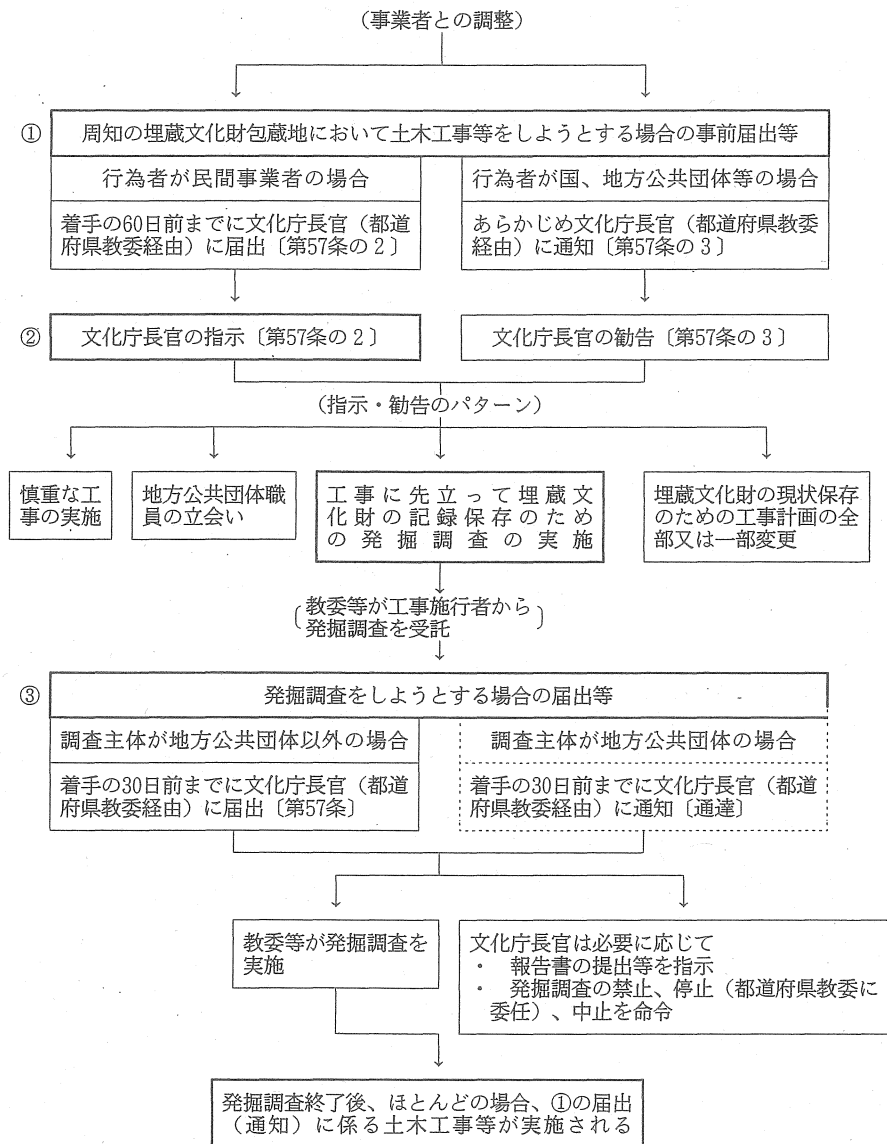 （事業者との調整）
① 周知の埋蔵文化財包蔵地において土木工事等をしようとする場合の事前届出等
行為者が民間事業者の場合
着手の60日前までに文化庁長官（都道
府県教委経由）に届出〔第57条の２〕
行為者が国、地方公共団体等の場合
あらかじめ文化庁長官（都道府県教委
経由）に通知〔第57条の３〕
② 文化庁長官の指示〔第57条の２〕
文化庁長官の勧告〔第57条の３〕
（指示・勧告のパターン）
慎重な工
事の実施
地方公共団体職
員の立会い
工事に先立って埋蔵文
化財の記録保存のため
の発掘調査の実施
埋蔵文化財の現状保存
のための工事計画の全
部又は一部変更
〔教委等が工事施行者から
発掘調査を受託〕
③ 発掘調査をしようとする場合の届出等
調査主体が地方公共団体以外の場合
着手の30日前までに文化庁長官（都道
府県教委経由）に届出〔第57条〕
調査主体が地方公共団体の場合
着手の30日前までに文化庁長官（都道
府県教委経由）に通知〔通達〕
教委等が発掘調査を
実施
文化庁長官は必要に応じて
・　報告書の提出等を指示
・　発掘調査の禁止、停止（都道府県教委に
委任）、中止を命令
発掘調査終了後、ほとんどの場合、①の届出
（通知）に係る土木工事等が実施される